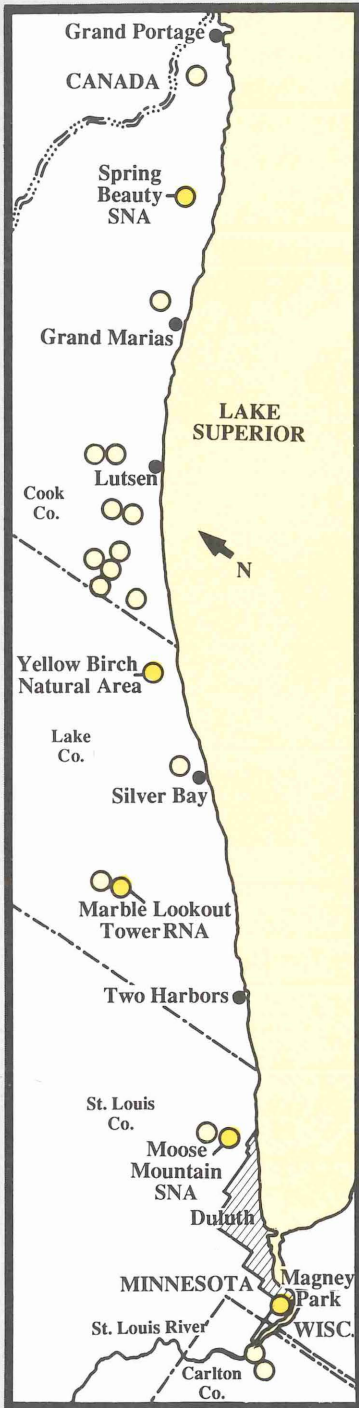 Grand Portage
CANADA
Spring
Beauty
SNA
Grand Marias
LAKE
SUPERIOR
Lutsen
Cook
Co.
N
Yellow Birch
Natural Area
Lake
Co.
Silver Bay
Marble Lookout
Tower RNA
Two Harbors
St. Louis
Co.
Moose
Mountain
SNA
Duluth
MINNESOTA
Magney
Park
WISC.
St. Louis River
Carlton
Co.